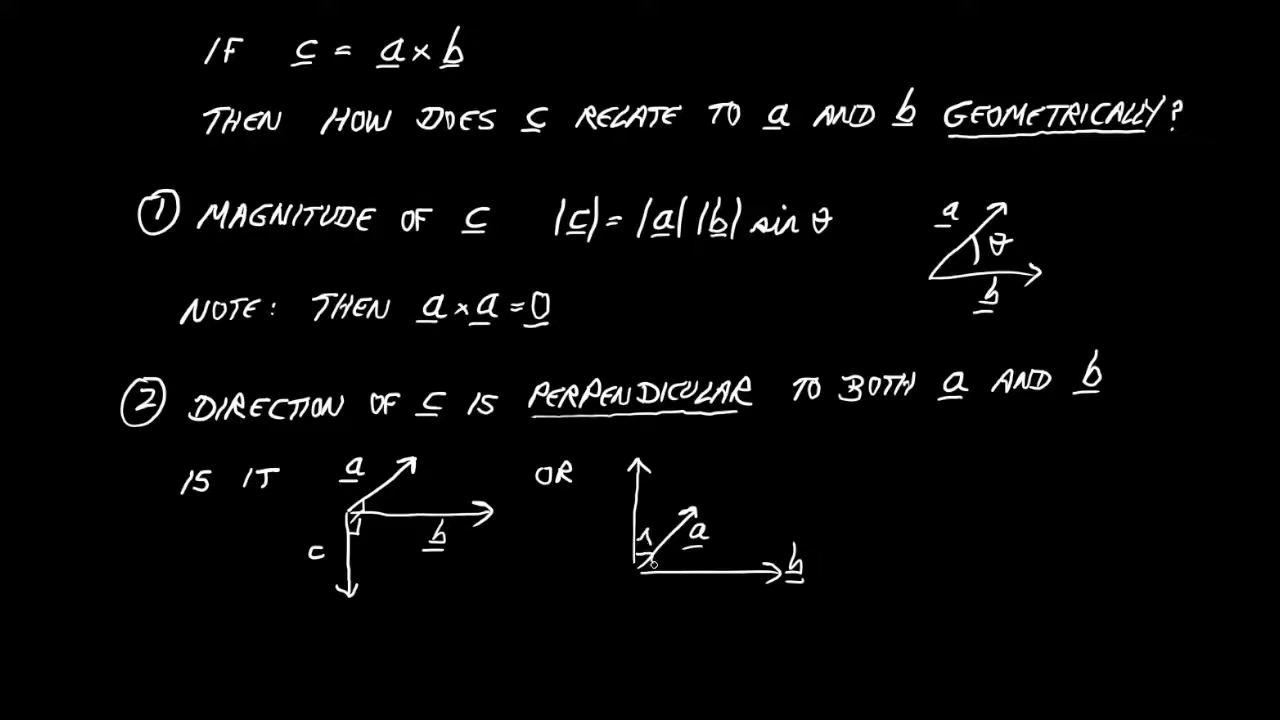 IF c = a × b
THEN HOW DOES c RELATE TO a AND b GEOMETRICALLY?
① MAGNITUDE OF c |c| = |a| |b| sin θ
a
θ
b
NOTE: THEN a × a = 0
② DIRECTION OF c IS PERPENDICULAR TO BOTH a AND b
IS IT
a
b
c
OR
a
b